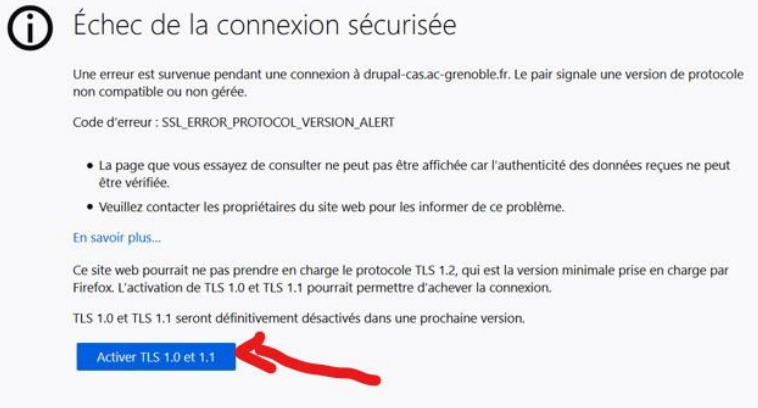 Échec de la connexion sécurisée
Une erreur est survenue pendant une connexion à drupal-cas.ac-grenoble.fr. Le pair signale une version de protocole
non compatible ou non gérée.
Code d'erreur : SSL_ERROR_PROTOCOL_VERSION_ALERT
• La page que vous essayez de consulter ne peut pas être affichée car l'authenticité des données reçues ne peut
être vérifiée.
• Veuillez contacter les propriétaires du site web pour les informer de ce problème.
En savoir plus...
Ce site web pourrait ne pas prendre en charge le protocole TLS 1.2, qui est la version minimale prise en charge par
Firefox. L'activation de TLS 1.0 et TLS 1.1 pourrait permettre d'achever la connexion.
TLS 1.0 et TLS 1.1 seront définitivement désactivés dans une prochaine version.
Activer TLS 1.0 et 1.1